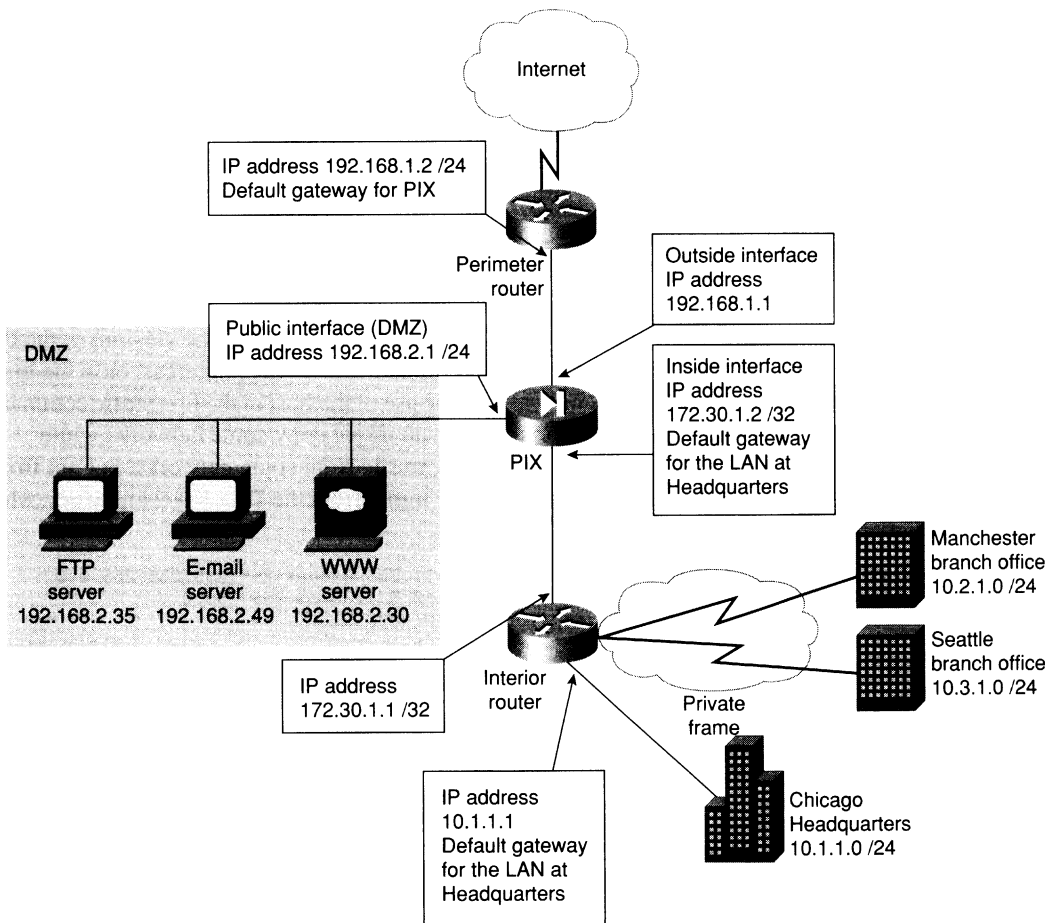 Internet
IP address 192.168.1.2 /24
Default gateway for PIX
Perimeter
router
Outside interface
IP address
192.168.1.1
Public interface (DMZ)
IP address 192.168.2.1 /24
DMZ
Inside interface
IP address
172.30.1.2 /32
Default gateway
for the LAN at
Headquarters
PIX
FTP
server
192.168.2.35
E-mail
server
192.168.2.49
WWW
server
192.168.2.30
Manchester
branch office
10.2.1.0 /24
Seattle
branch office
10.3.1.0 /24
IP address
172.30.1.1 /32
Interior
router
Private
frame
IP address
10.1.1.1
Default gateway
for the LAN at
Headquarters
Chicago
Headquarters
10.1.1.0 /24